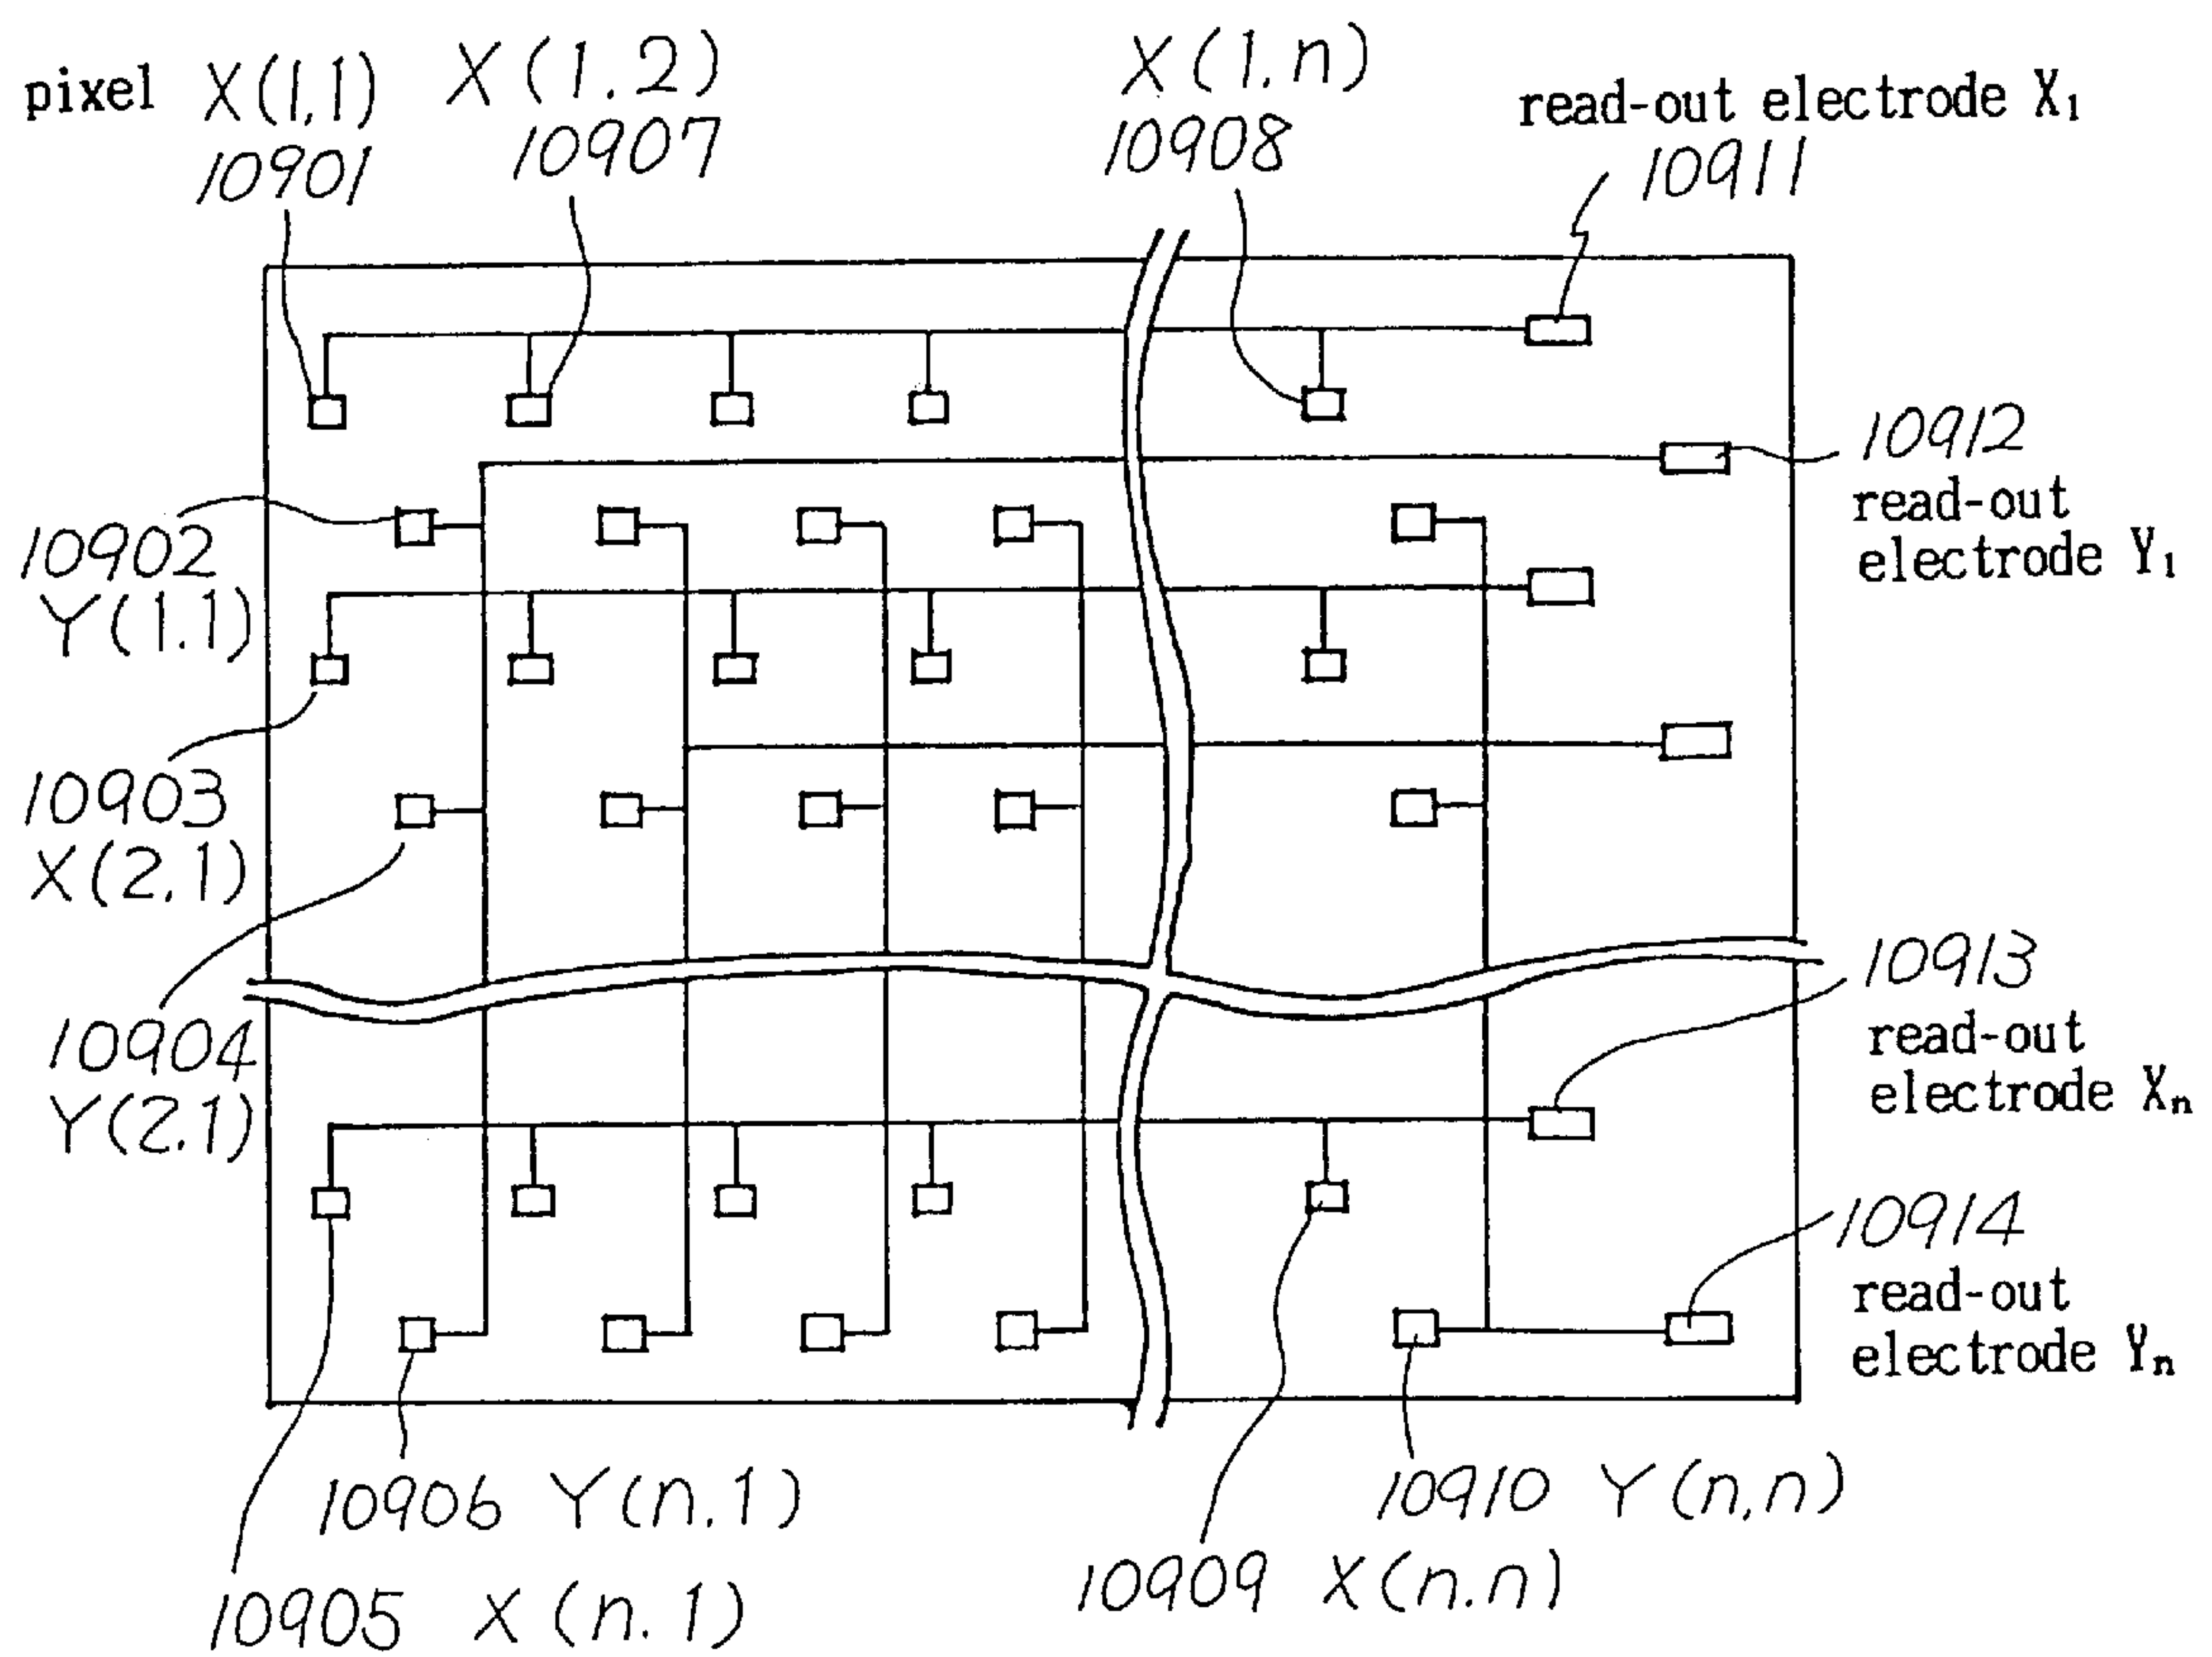 pixel X(1,1) X(1.2) X(1,n) read-out electrode X₁
10901 10907 10908 10911
10912
read-out
electrode Y₁
10902
Y(1.1)
10903
X(2.1)
10904
Y(2.1)
10913
read-out
electrode Xₙ
10914
read-out
electrode Yₙ
10906 Y(n.1)
10910 Y(n,n)
10905 X(n.1)
10909 X(n.n)